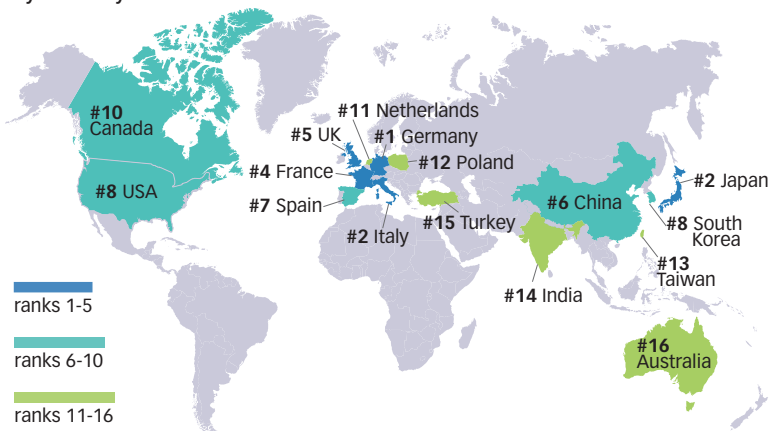 #10
Canada
#8 USA
#11 Netherlands
#5 UK
#1 Germany
#12 Poland
#4 France
#7 Spain
#2 Italy
#15 Turkey
#6 China
#2 Japan
#8 South
Korea
#13
Taiwan
#14 India
#16
Australia
ranks 1-5
ranks 6-10
ranks 11-16